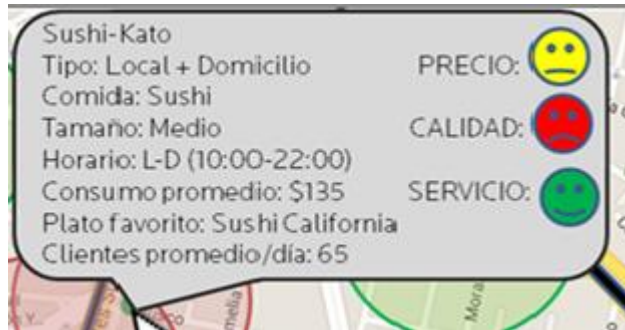 Sushi-Kato
Tipo: Local + Domicilio
PRECIO:
Comida: Sushi
Tamaño: Medio
CALIDAD:
Horario: L-D (10:00-22:00)
Consumo promedio: $135
SERVICIO:
Plato favorito: Sushi California
Clientes promedio/día: 65
Mora